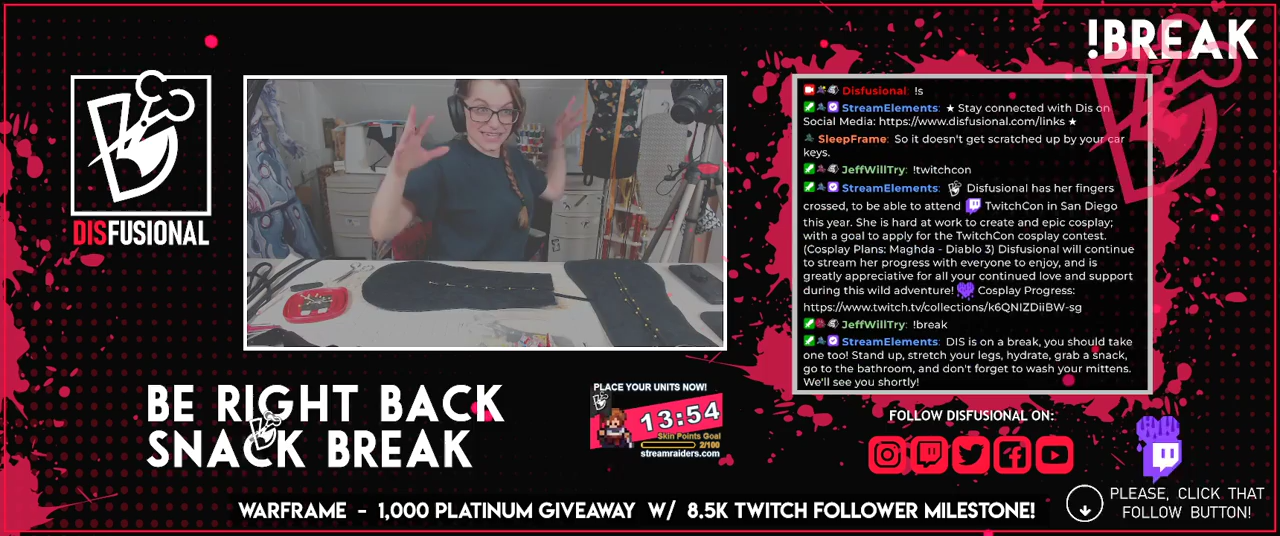 !BREAK
DISFUSIONAL
Disfusional: !s
StreamElements: ★ Stay connected with Dis on
Social Media: https://www.disfusional.com/links ★
SleepFrame: So it doesn't get scratched up by your car
keys.
JeffWillTry: !twitchcon
StreamElements: Disfusional has her fingers
crossed, to be able to attend TwitchCon in San Diego
this year. She is hard at work to create and epic cosplay;
with a goal to apply for the TwitchCon cosplay contest.
(Cosplay Plans: Maghda - Diablo 3) Disfusional will continue
to stream her progress with everyone to enjoy, and is
greatly appreciative for all your continued love and support
during this wild adventure! Cosplay Progress:
https://www.twitch.tv/collections/k6QNIZDiiBW-sg
JeffWillTry: !break
StreamElements: DIS is on a break, you should take
one too! Stand up, stretch your legs, hydrate, grab a snack,
go to the bathroom, and don't forget to wash your mittens.
We'll see you shortly!
BE RIGHT BACK
SNACK BREAK
PLACE YOUR UNITS NOW!
13:54
Skin Points Goal
2/100
streamraiders.com
FOLLOW DISFUSIONAL ON:
WARFRAME - 1,000 PLATINUM GIVEAWAY W/ 8.5K TWITCH FOLLOWER MILESTONE!
PLEASE, CLICK THAT
FOLLOW BUTTON!